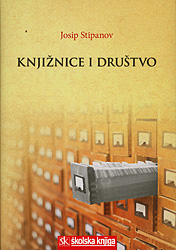 Josip Stipanov
KNJIŽNICE I DRUŠTVO
SK školska knjiga